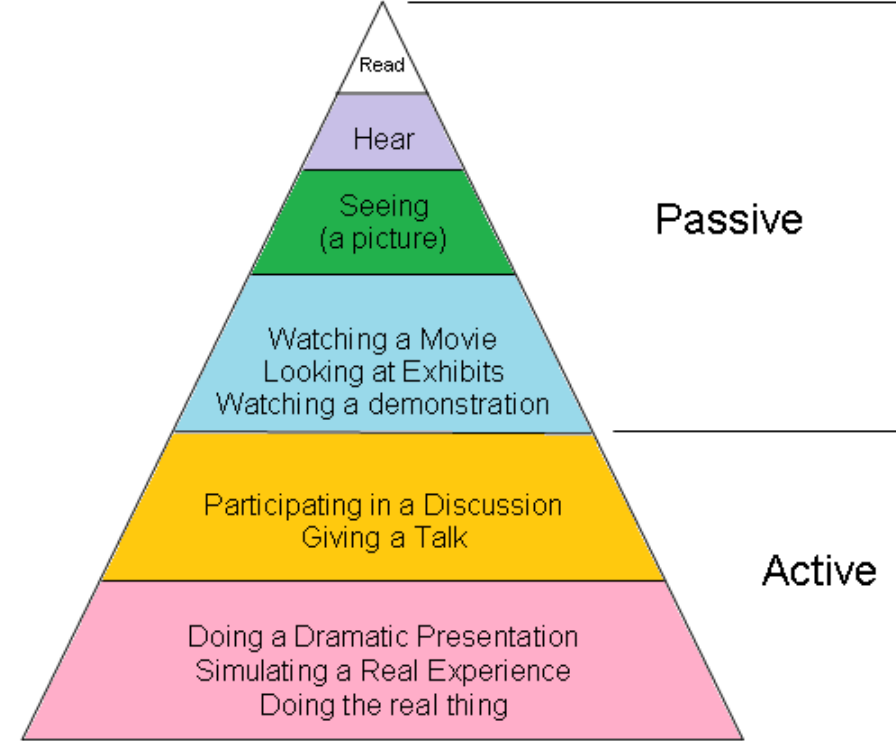 Read
Hear
Seeing
(a picture)
Passive
Watching a Movie
Looking at Exhibits
Watching a demonstration
Participating in a Discussion
Giving a Talk
Active
Doing a Dramatic Presentation
Simulating a Real Experience
Doing the real thing